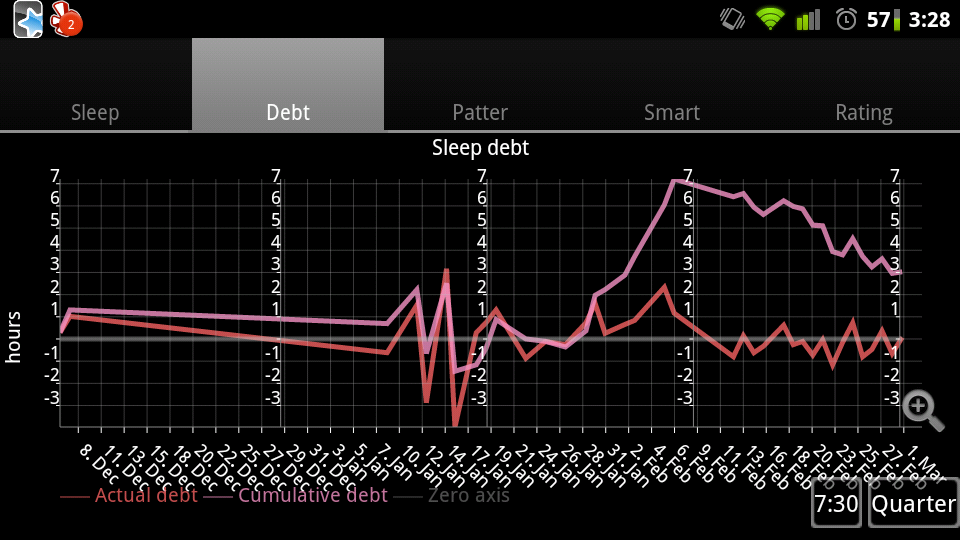 2 57 3:28
Sleep Debt Patter Smart Rating
Sleep debt
7 7 7 7 7
6 6 6 6 6
5 5 5 5 5
4 4 4 4 4
3 3 3 3 3
2 2 2 2 2
1 1 1 1 1
-1 -1 -1 -1 -1
-2 -2 -2 -2 -2
-3 -3 -3 -3 -3
hours
8. Dec 11. Dec 13. Dec 15. Dec 18. Dec 20. Dec 22. Dec 25. Dec 27. Dec 29. Dec 31. Dec 3. Jan 5. Jan 7. Jan 10. Jan 12. Jan 14. Jan 17. Jan 19. Jan 21. Jan 24. Jan 26. Jan 28. Jan 31. Jan 2. Feb 4. Feb 6. Feb 9. Feb 11. Feb 13. Feb 16. Feb 18. Feb 20. Feb 23. Feb 25. Feb 27. Feb 1. Mar
Actual debt Cumulative debt Zero axis
7:30 Quarter